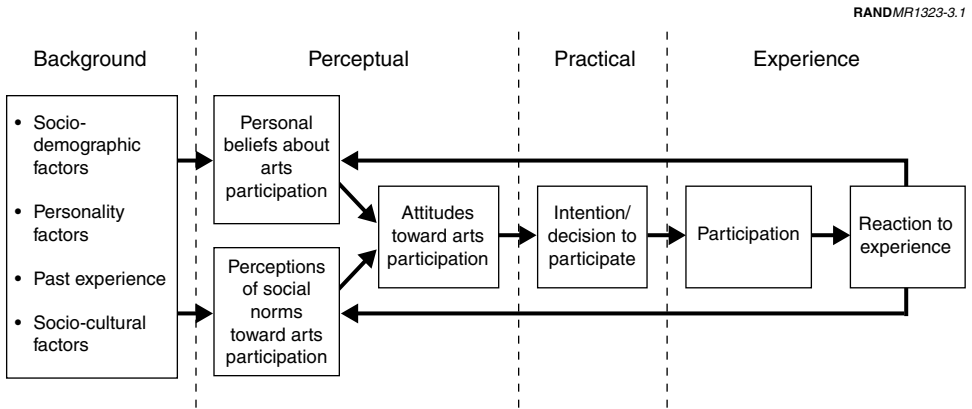 RANDMR1323-3.1
Background
Perceptual
Practical
Experience
• Socio-
demographic
factors
• Personality
factors
• Past experience
• Socio-cultural
factors
Personal
beliefs about
arts
participation
Perceptions
of social
norms
toward arts
participation
Attitudes
toward arts
participation
Intention/
decision to
participate
Participation
Reaction to
experience